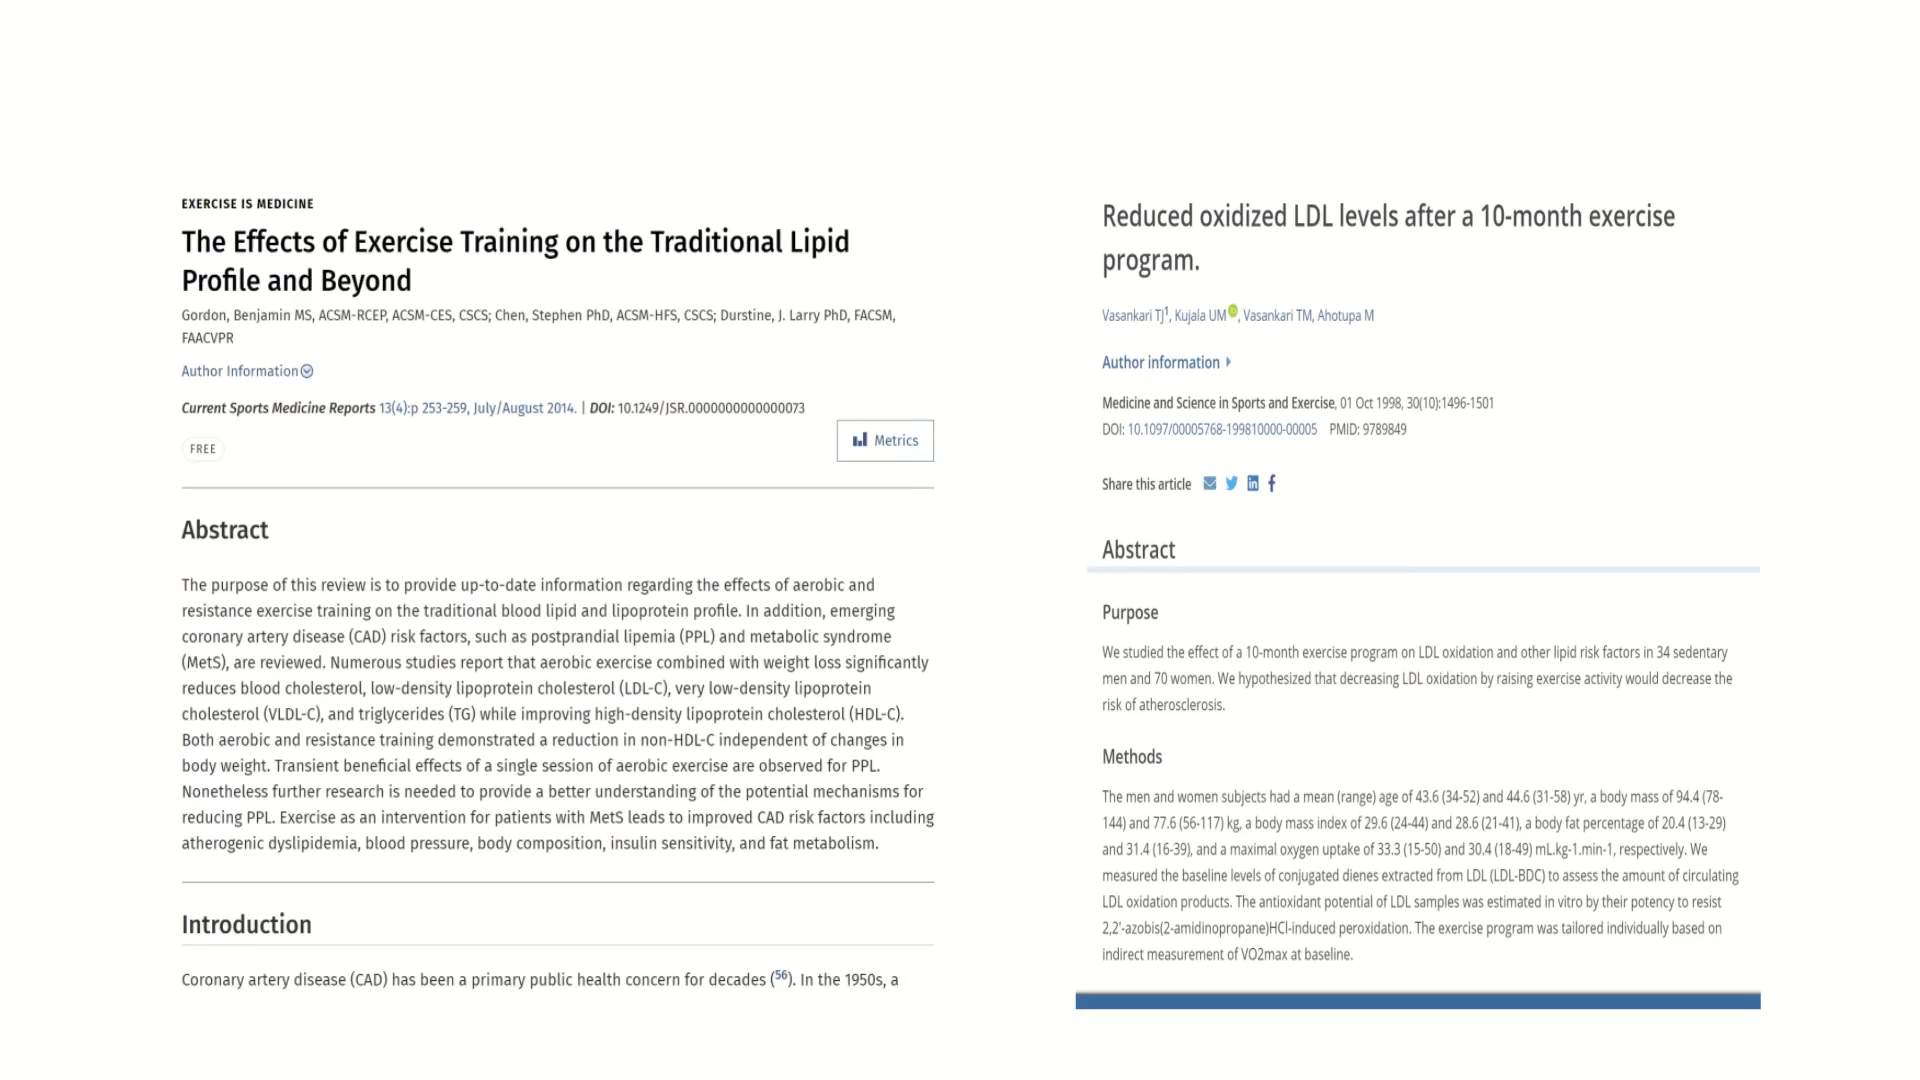 EXERCISE IS MEDICINE
The Effects of Exercise Training on the Traditional Lipid
Profile and Beyond
Gordon, Benjamin MS, ACSM-RCEP, ACSM-CES, CSCS; Chen, Stephen PhD, ACSM-HFS, CSCS; Durstine, J. Larry PhD, FACSM,
FAACVPR
Author Information
Current Sports Medicine Reports 13(4):p 253-259, July/August 2014. | DOI: 10.1249/JSR.0000000000000073
Metrics
FREE
Abstract
The purpose of this review is to provide up-to-date information regarding the effects of aerobic and
resistance exercise training on the traditional blood lipid and lipoprotein profile. In addition, emerging
coronary artery disease (CAD) risk factors, such as postprandial lipemia (PPL) and metabolic syndrome
(MetS), are reviewed. Numerous studies report that aerobic exercise combined with weight loss significantly
reduces blood cholesterol, low-density lipoprotein cholesterol (LDL-C), very low-density lipoprotein
cholesterol (VLDL-C), and triglycerides (TG) while improving high-density lipoprotein cholesterol (HDL-C).
Both aerobic and resistance training demonstrated a reduction in non-HDL-C independent of changes in
body weight. Transient beneficial effects of a single session of aerobic exercise are observed for PPL.
Nonetheless further research is needed to provide a better understanding of the potential mechanisms for
reducing PPL. Exercise as an intervention for patients with MetS leads to improved CAD risk factors including
atherogenic dyslipidemia, blood pressure, body composition, insulin sensitivity, and fat metabolism.
Introduction
Coronary artery disease (CAD) has been a primary public health concern for decades (56). In the 1950s, a
Reduced oxidized LDL levels after a 10-month exercise
program.
Vasankari TJ1, Kujala UM, Vasankari TM, Ahotupa M
Author information
Medicine and Science in Sports and Exercise, 01 Oct 1998, 30(10):1496-1501
DOI: 10.1097/00005768-199810000-00005 PMID: 9789849
Share this article
Abstract
Purpose
We studied the effect of a 10-month exercise program on LDL oxidation and other lipid risk factors in 34 sedentary
men and 70 women. We hypothesized that decreasing LDL oxidation by raising exercise activity would decrease the
risk of atherosclerosis.
Methods
The men and women subjects had a mean (range) age of 43.6 (34-52) and 44.6 (31-58) yr, a body mass of 94.4 (78-
144) and 77.6 (56-117) kg, a body mass index of 29.6 (24-44) and 28.6 (21-41), a body fat percentage of 20.4 (13-29)
and 31.4 (16-39), and a maximal oxygen uptake of 33.3 (15-50) and 30.4 (18-49) mL.kg-1.min-1, respectively. We
measured the baseline levels of conjugated dienes extracted from LDL (LDL-BDC) to assess the amount of circulating
LDL oxidation products. The antioxidant potential of LDL samples was estimated in vitro by their potency to resist
2,2'-azobis(2-amidinopropane)HCl-induced peroxidation. The exercise program was tailored individually based on
indirect measurement of VO2max at baseline.